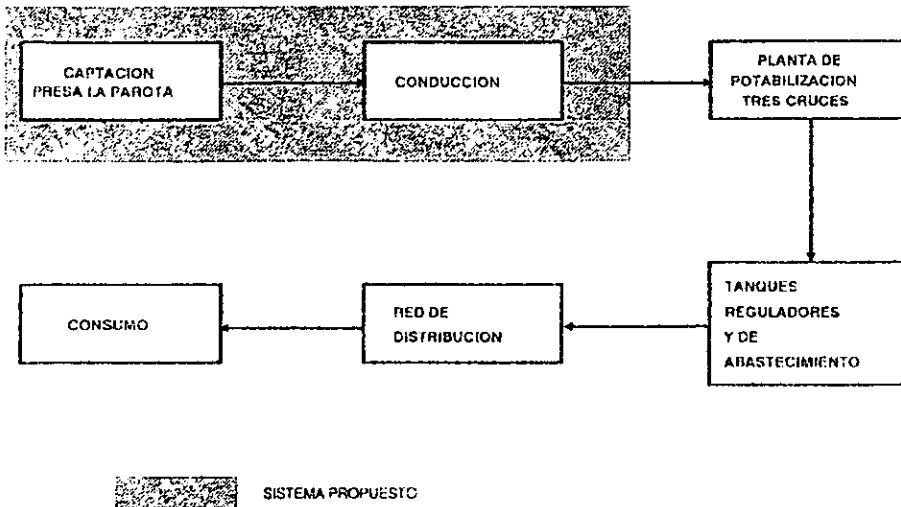 CAPTACION
PRESA LA PAROTA
CONDUCCION
PLANTA DE
POTABILIZACION
TRES CRUCES
CONSUMO
RED DE
DISTRIBUCION
TANQUES
REGULADORES
Y DE
ABASTECIMIENTO
SISTEMA PROPUESTO